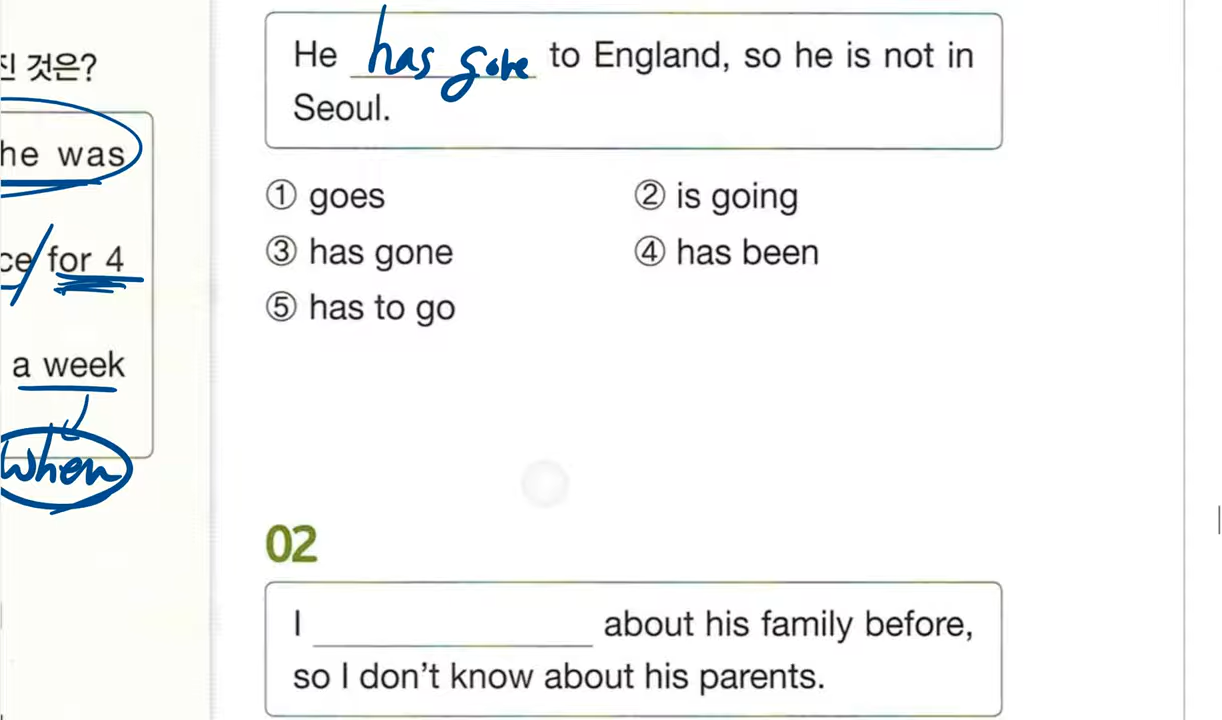 진 것은?
he was
ce for 4
a week
when
He has gone to England, so he is not in
Seoul.
① goes
② is going
③ has gone
④ has been
⑤ has to go
02
I ____________ about his family before,
so I don't know about his parents.